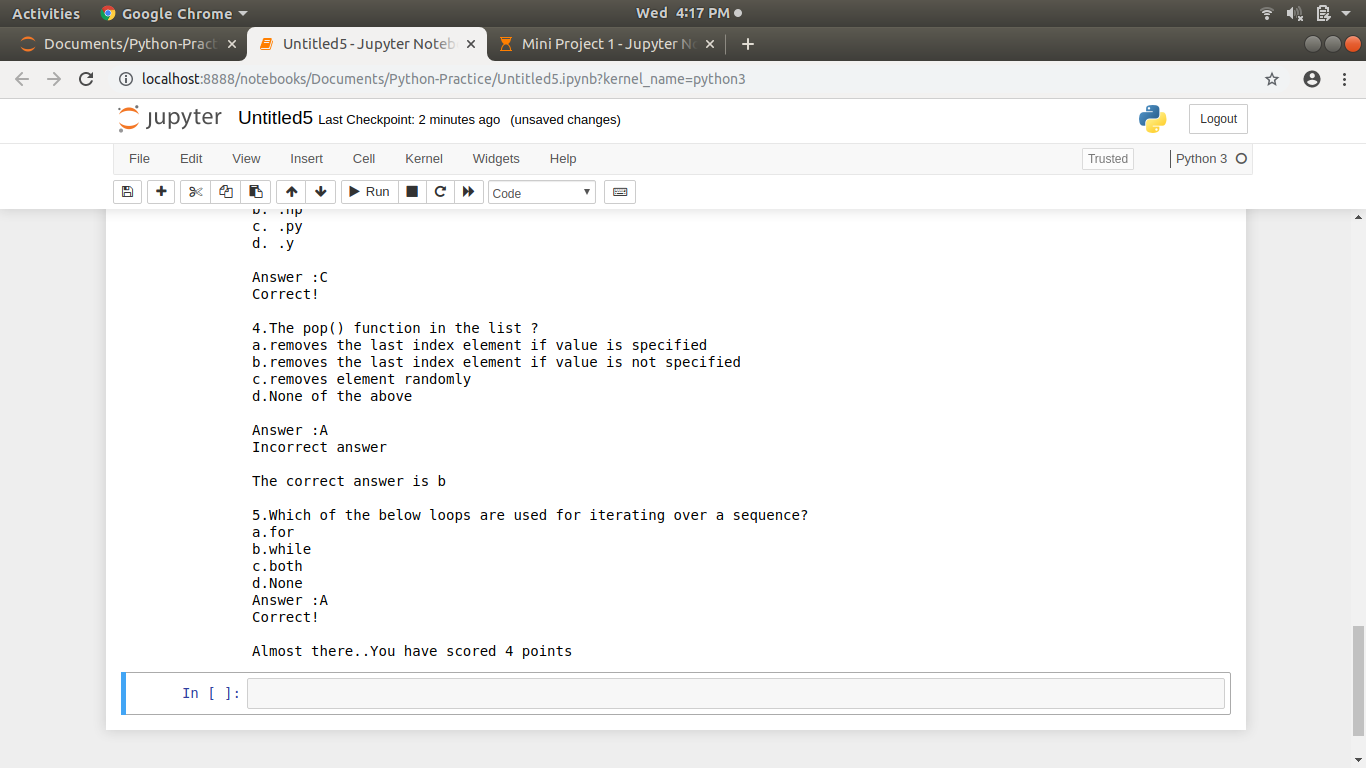 Activities Google Chrome Wed 4:17 PM
Documents/Python-Pract Untitled5 - Jupyter Noteb Mini Project 1 - Jupyter N
localhost:8888/notebooks/Documents/Python-Practice/Untitled5.ipynb?kernel_name=python3
jupyter Untitled5 Last Checkpoint: 2 minutes ago (unsaved changes) Logout
File Edit View Insert Cell Kernel Widgets Help Trusted Python 3
Run Code
c. .py
d. .y
Answer :C
Correct!
4.The pop() function in the list ?
a.removes the last index element if value is specified
b.removes the last index element if value is not specified
c.removes element randomly
d.None of the above
Answer :A
Incorrect answer
The correct answer is b
5.Which of the below loops are used for iterating over a sequence?
a.for
b.while
c.both
d.None
Answer :A
Correct!
Almost there..You have scored 4 points
In [ ]: